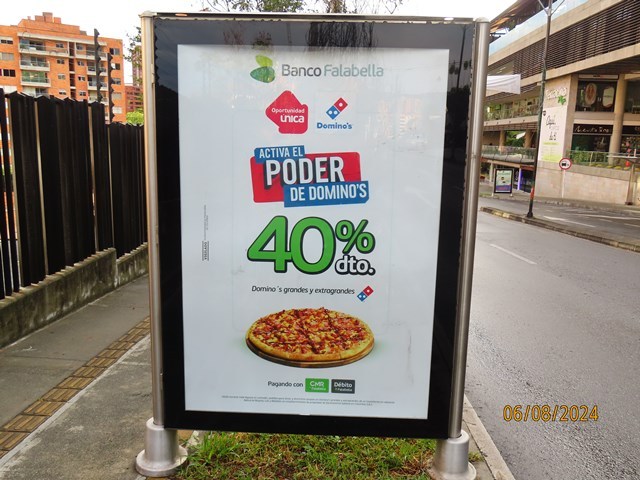 Banco Falabella
Oportunidad
única
Domino's
ACTIVA EL
PODER
DE DOMINO'S
40%
dto.
Domino´s grandes y extragrandes
Pagando con
CMR
Débito
06/08/2024